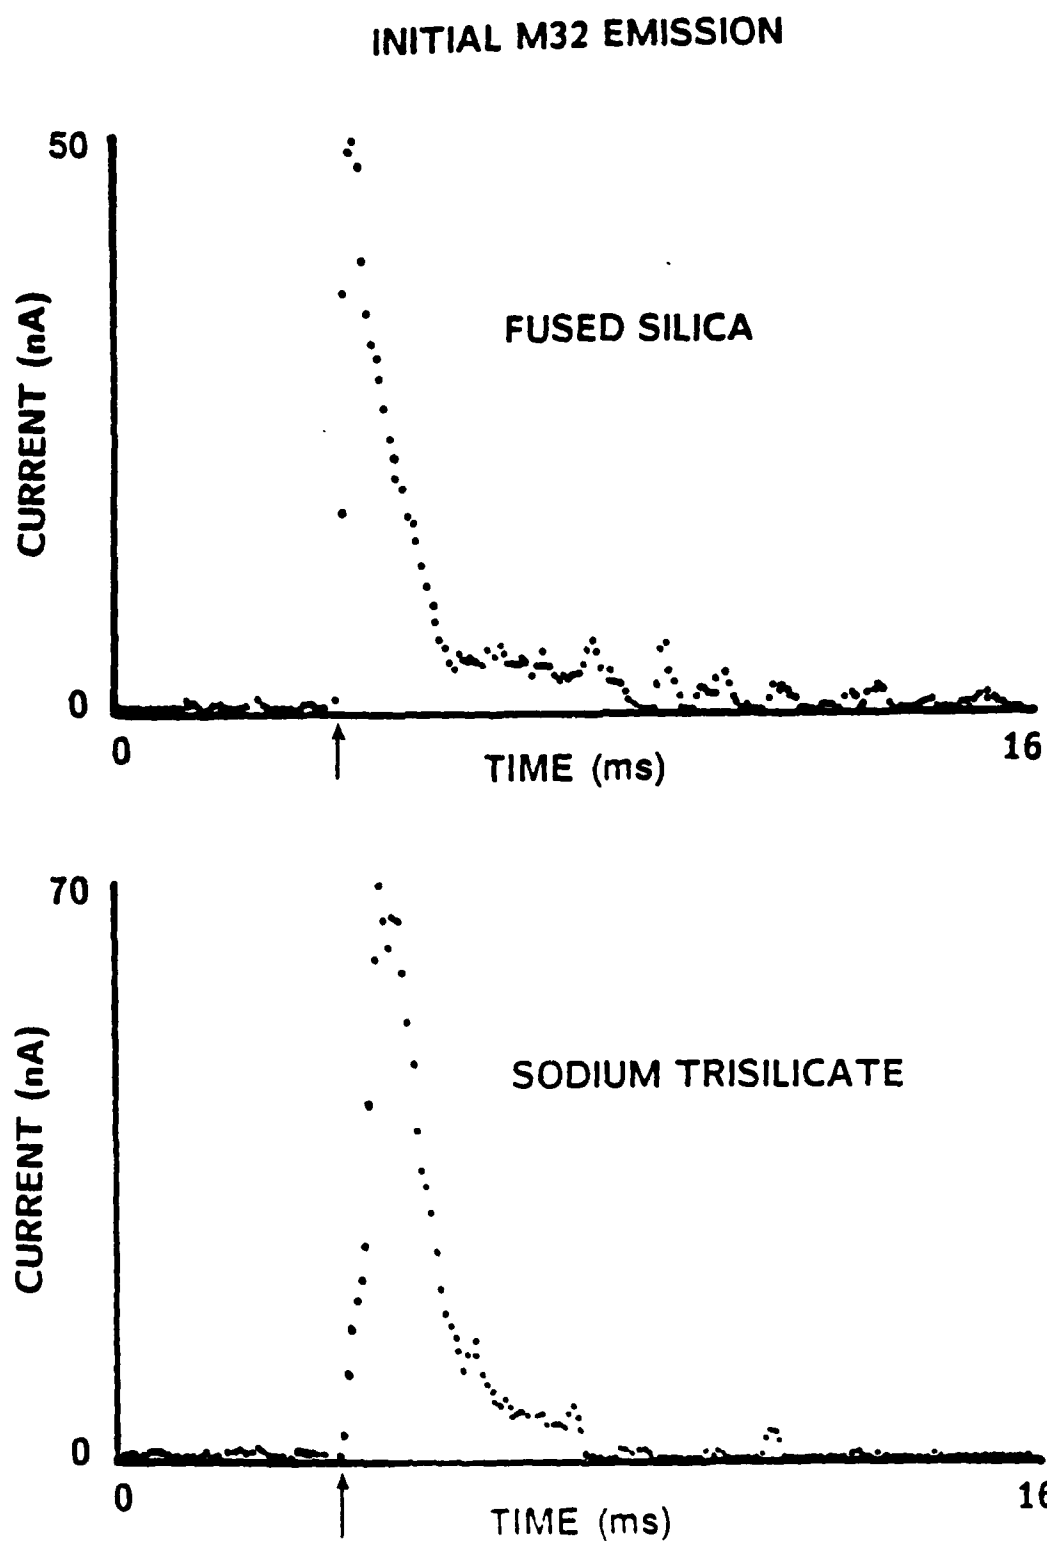 INITIAL M32 EMISSION
50
CURRENT (nA)
FUSED SILICA
0
0
TIME (ms)
16
70
CURRENT (nA)
SODIUM TRISILICATE
0
0
TIME (ms)
16